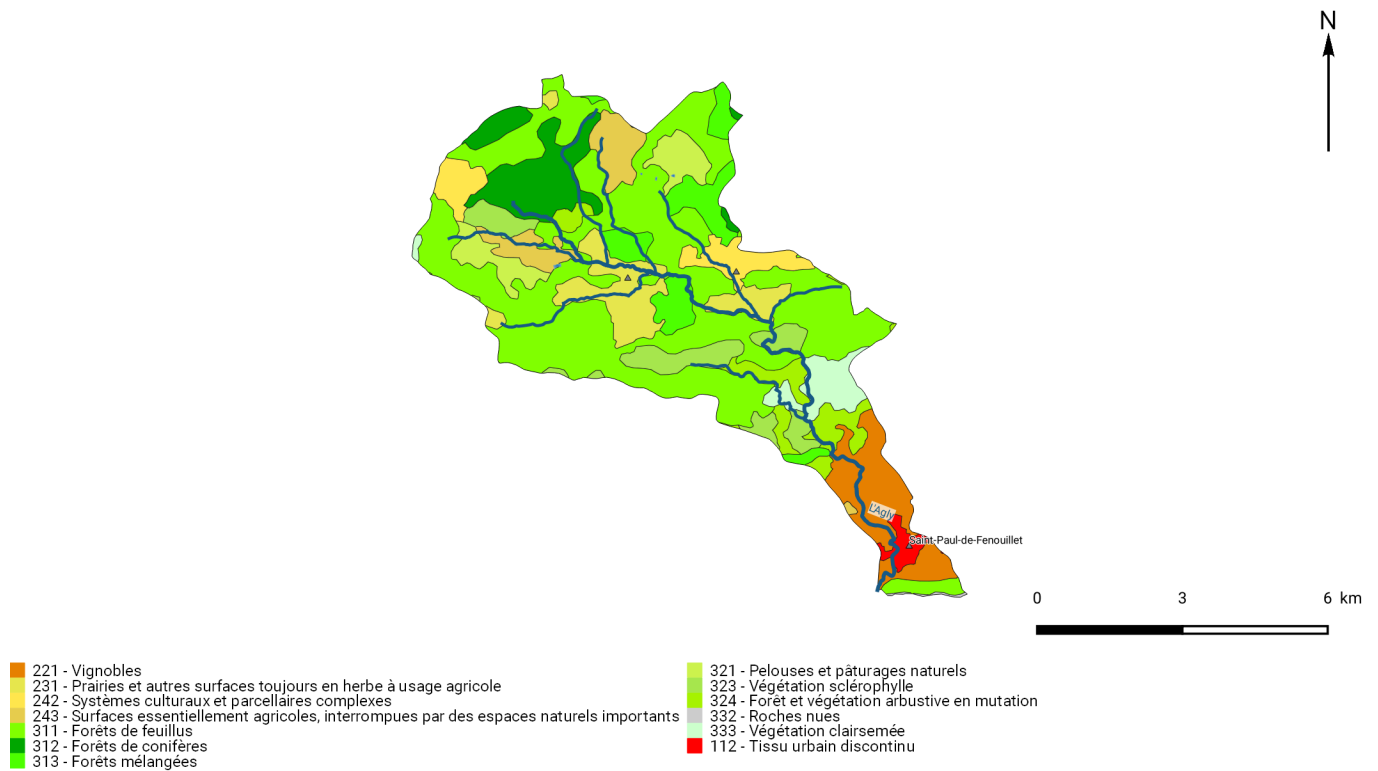 N
L'Agly
Saint-Paul-de-Fenouillet
0 3 6 km
221 - Vignobles
231 - Prairies et autres surfaces toujours en herbe à usage agricole
242 - Systèmes culturaux et parcellaires complexes
243 - Surfaces essentiellement agricoles, interrompues par des espaces naturels importants
311 - Forêts de feuillus
312 - Forêts de conifères
313 - Forêts mélangées
321 - Pelouses et pâturages naturels
323 - Végétation sclérophylle
324 - Forêt et végétation arbustive en mutation
332 - Roches nues
333 - Végétation clairsemée
112 - Tissu urbain discontinu